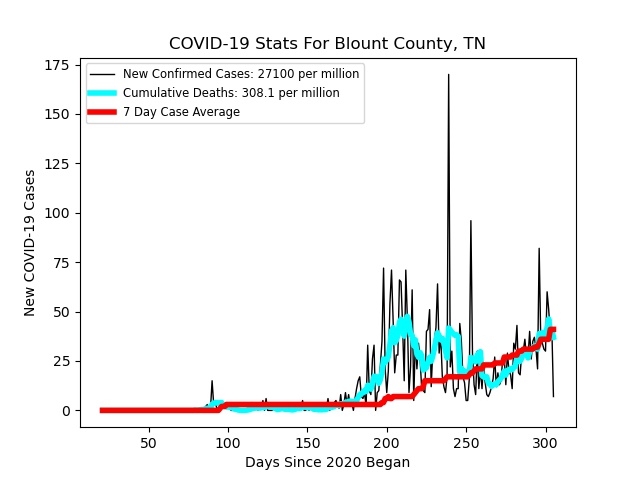 COVID-19 Stats For Blount County, TN
New Confirmed Cases: 27100 per million
Cumulative Deaths: 308.1 per million
7 Day Case Average
175
150
125
100
75
50
25
0
New COVID-19 Cases
50 100 150 200 250 300
Days Since 2020 Began